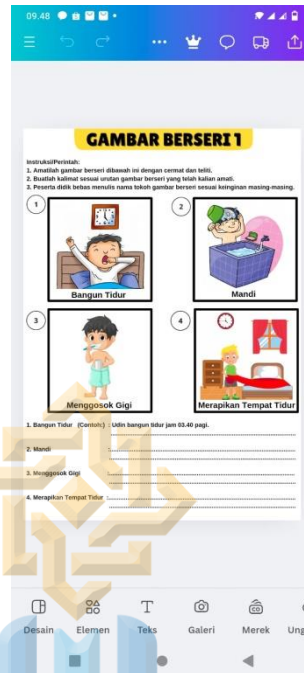 09.48
GAMBAR BERSERI 1
Instruksi/Perintah:
1. Amatilah gambar berseri dibawah ini dengan cermat dan teliti.
2. Buatlah kalimat sesuai urutan gambar berseri yang telah kalian amati.
3. Peserta didik bebas menulis nama tokoh gambar berseri sesuai keinginan masing-masing.
1
Bangun Tidur
2
Mandi
3
Menggosok Gigi
4
Merapikan Tempat Tidur
1. Bangun Tidur (Contoh:) : Udin bangun tidur jam 03.40 pagi.
2. Mandi :
3. Menggosok Gigi :
4. Merapikan Tempat Tidur :
Desain Elemen Teks Galeri Merek Ung